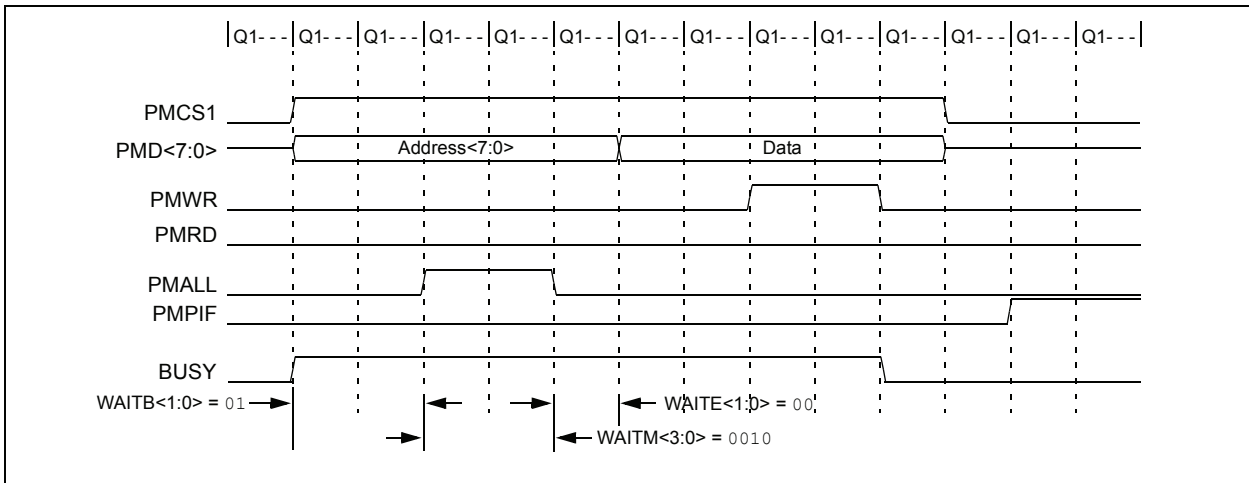 Q1- - - Q1- - - Q1- - - Q1- - - Q1- - - Q1- - - Q1- - - Q1- - - Q1- - - Q1- - - Q1- - - Q1- - - Q1- - - Q1- - -
PMCS1
PMD<7:0> Address<7:0> Data
PMWR
PMRD
PMALL
PMPIF
BUSY
WAITB<1:0> = 01 WAITE<1:0> = 00
WAITM<3:0> = 0010